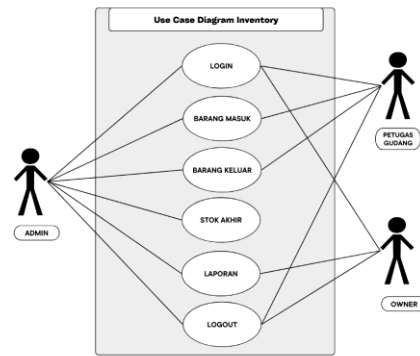 Use Case Diagram Inventory
LOGIN
BARANG MASUK
PETUGAS
GUDANG
BARANG KELUAR
STOK AKHIR
ADMIN
LAPORAN
OWNER
LOGOUT